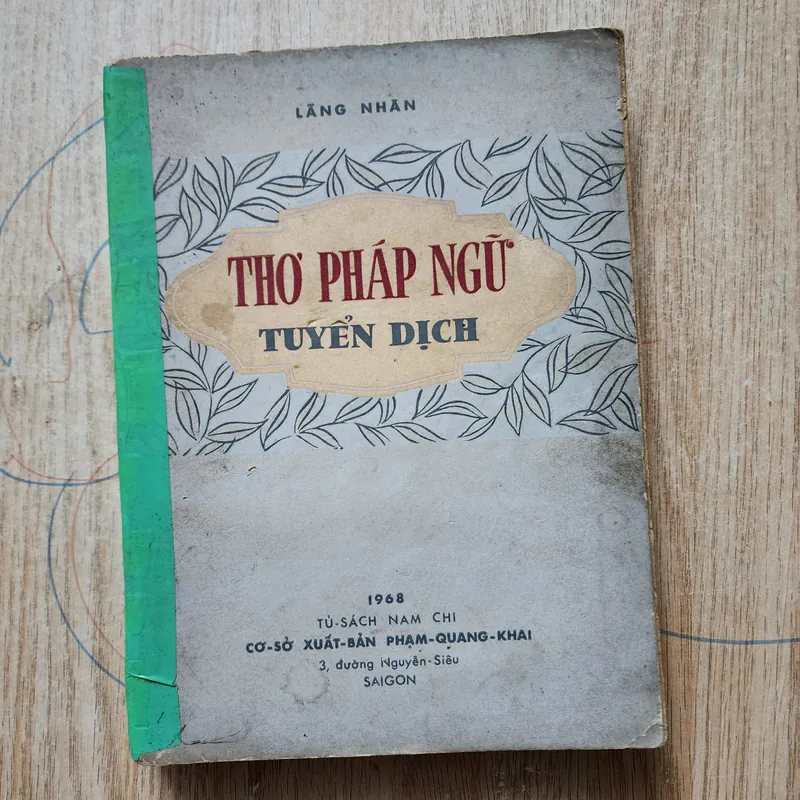 LÃNG NHÂN
THƠ PHÁP NGỮ
TUYỂN DỊCH
1968
TỦ-SÁCH NAM CHI
CƠ-SỞ XUẤT-BẢN PHẠM-QUANG-KHAI
3, đường Nguyễn-Siêu
SAIGON